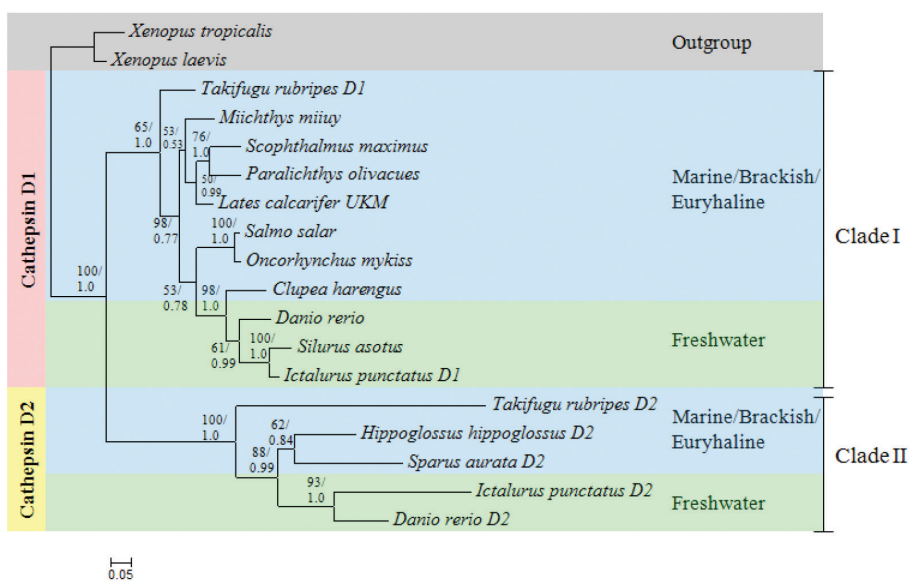 Xenopus tropicalis
Outgroup
Xenopus laevis
Cathepsin D1
Takifugu rubripes D1
65/
1.0
53/
0.53
Miichthys miiuy
76/
1.0
Scophthalmus maximus
Paralichthys olivacues
50/
0.99
Lates calcarifer UKM
Marine/Brackish/
Euryhaline
Clade I
98/
0.77
100/
1.0
Salmo salar
Oncorhynchus mykiss
100/
1.0
53/
0.78
98/
1.0
Clupea harengus
Danio rerio
61/
0.99
100/
1.0
Silurus asotus
Freshwater
Ictalurus punctatus D1
Cathepsin D2
Takifugu rubripes D2
100/
1.0
62/
0.84
Hippoglossus hippoglossus D2
Marine/Brackish/
Euryhaline
88/
0.99
Sparus aurata D2
Clade II
93/
1.0
Ictalurus punctatus D2
Freshwater
Danio rerio D2
0.05